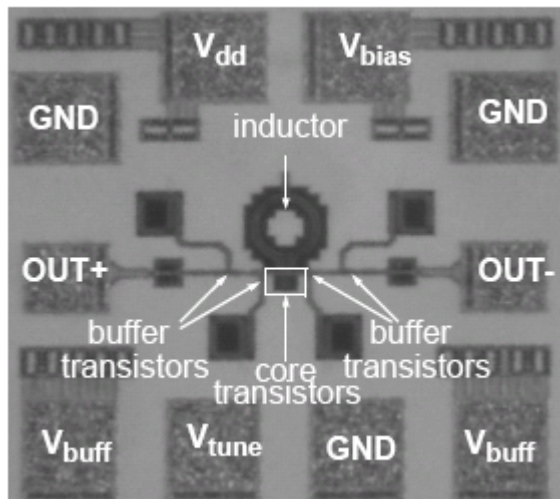 Vdd
Vbias
GND
GND
inductor
OUT+
OUT-
buffer
transistors
core
transistors
buffer
transistors
Vbuff
Vtune
GND
Vbuff